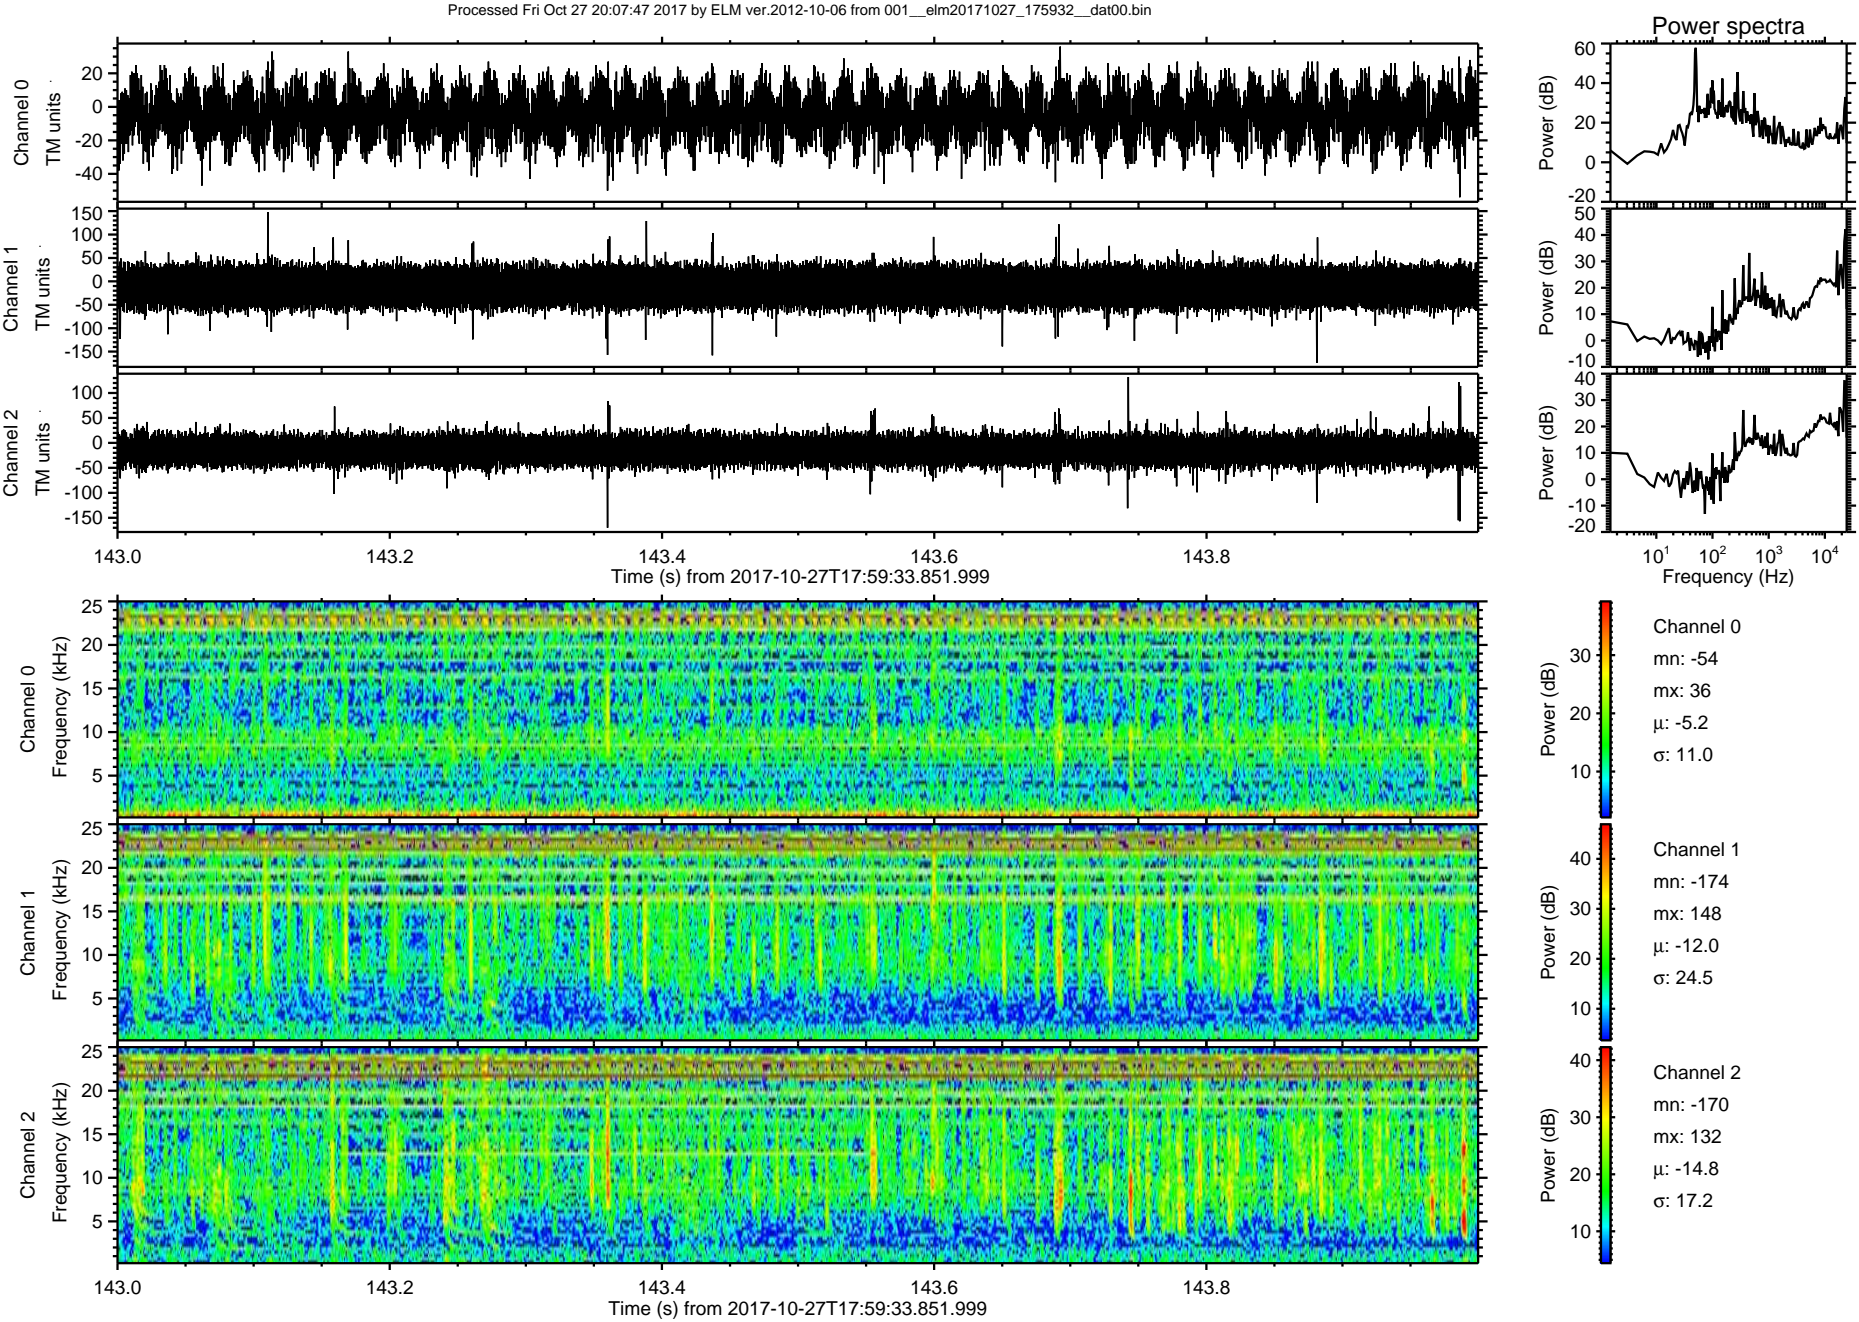 Processed Fri Oct 27 20:07:47 2017 by ELM ver.2012-10-06 from 001__elm20171027_175932__dat00.bin
Power spectra
Channel 0
TM units
20
0
-20
-40
Power (dB)
60
40
20
0
-20
Channel 1
TM units
150
100
50
0
-50
-100
-150
Power (dB)
50
40
30
20
10
0
-10
Channel 2
TM units
100
50
0
-50
-100
-150
Power (dB)
40
30
20
10
0
-10
-20
143.0 143.2 143.4 143.6 143.8
Time (s) from 2017-10-27T17:59:33.851.999
10¹ 10² 10³ 10⁴
Frequency (Hz)
Channel 0
Frequency (kHz)
25
20
15
10
5
Power (dB)
30
20
10
Channel 0
mn: -54
mx: 36
μ: -5.2
σ: 11.0
Channel 1
Frequency (kHz)
25
20
15
10
5
Power (dB)
40
30
20
10
Channel 1
mn: -174
mx: 148
μ: -12.0
σ: 24.5
Channel 2
Frequency (kHz)
25
20
15
10
5
Power (dB)
40
30
20
10
Channel 2
mn: -170
mx: 132
μ: -14.8
σ: 17.2
143.0 143.2 143.4 143.6 143.8
Time (s) from 2017-10-27T17:59:33.851.999